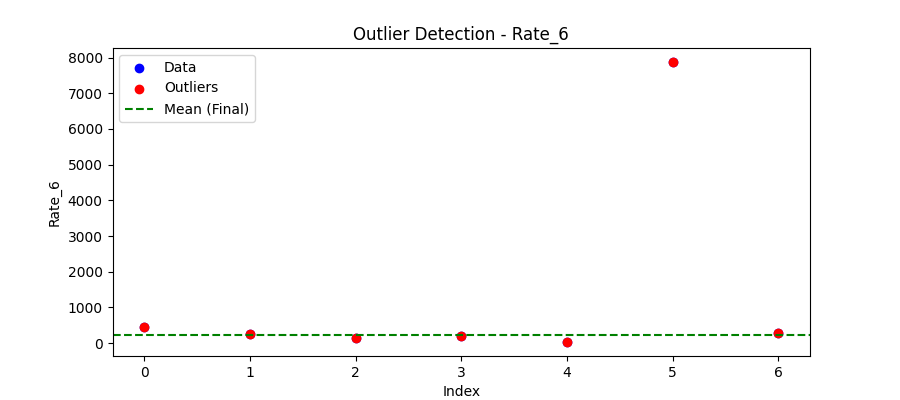 Outlier Detection - Rate_6
Data
Outliers
Mean (Final)
Rate_6
8000
7000
6000
5000
4000
3000
2000
1000
0
0 1 2 3 4 5 6
Index